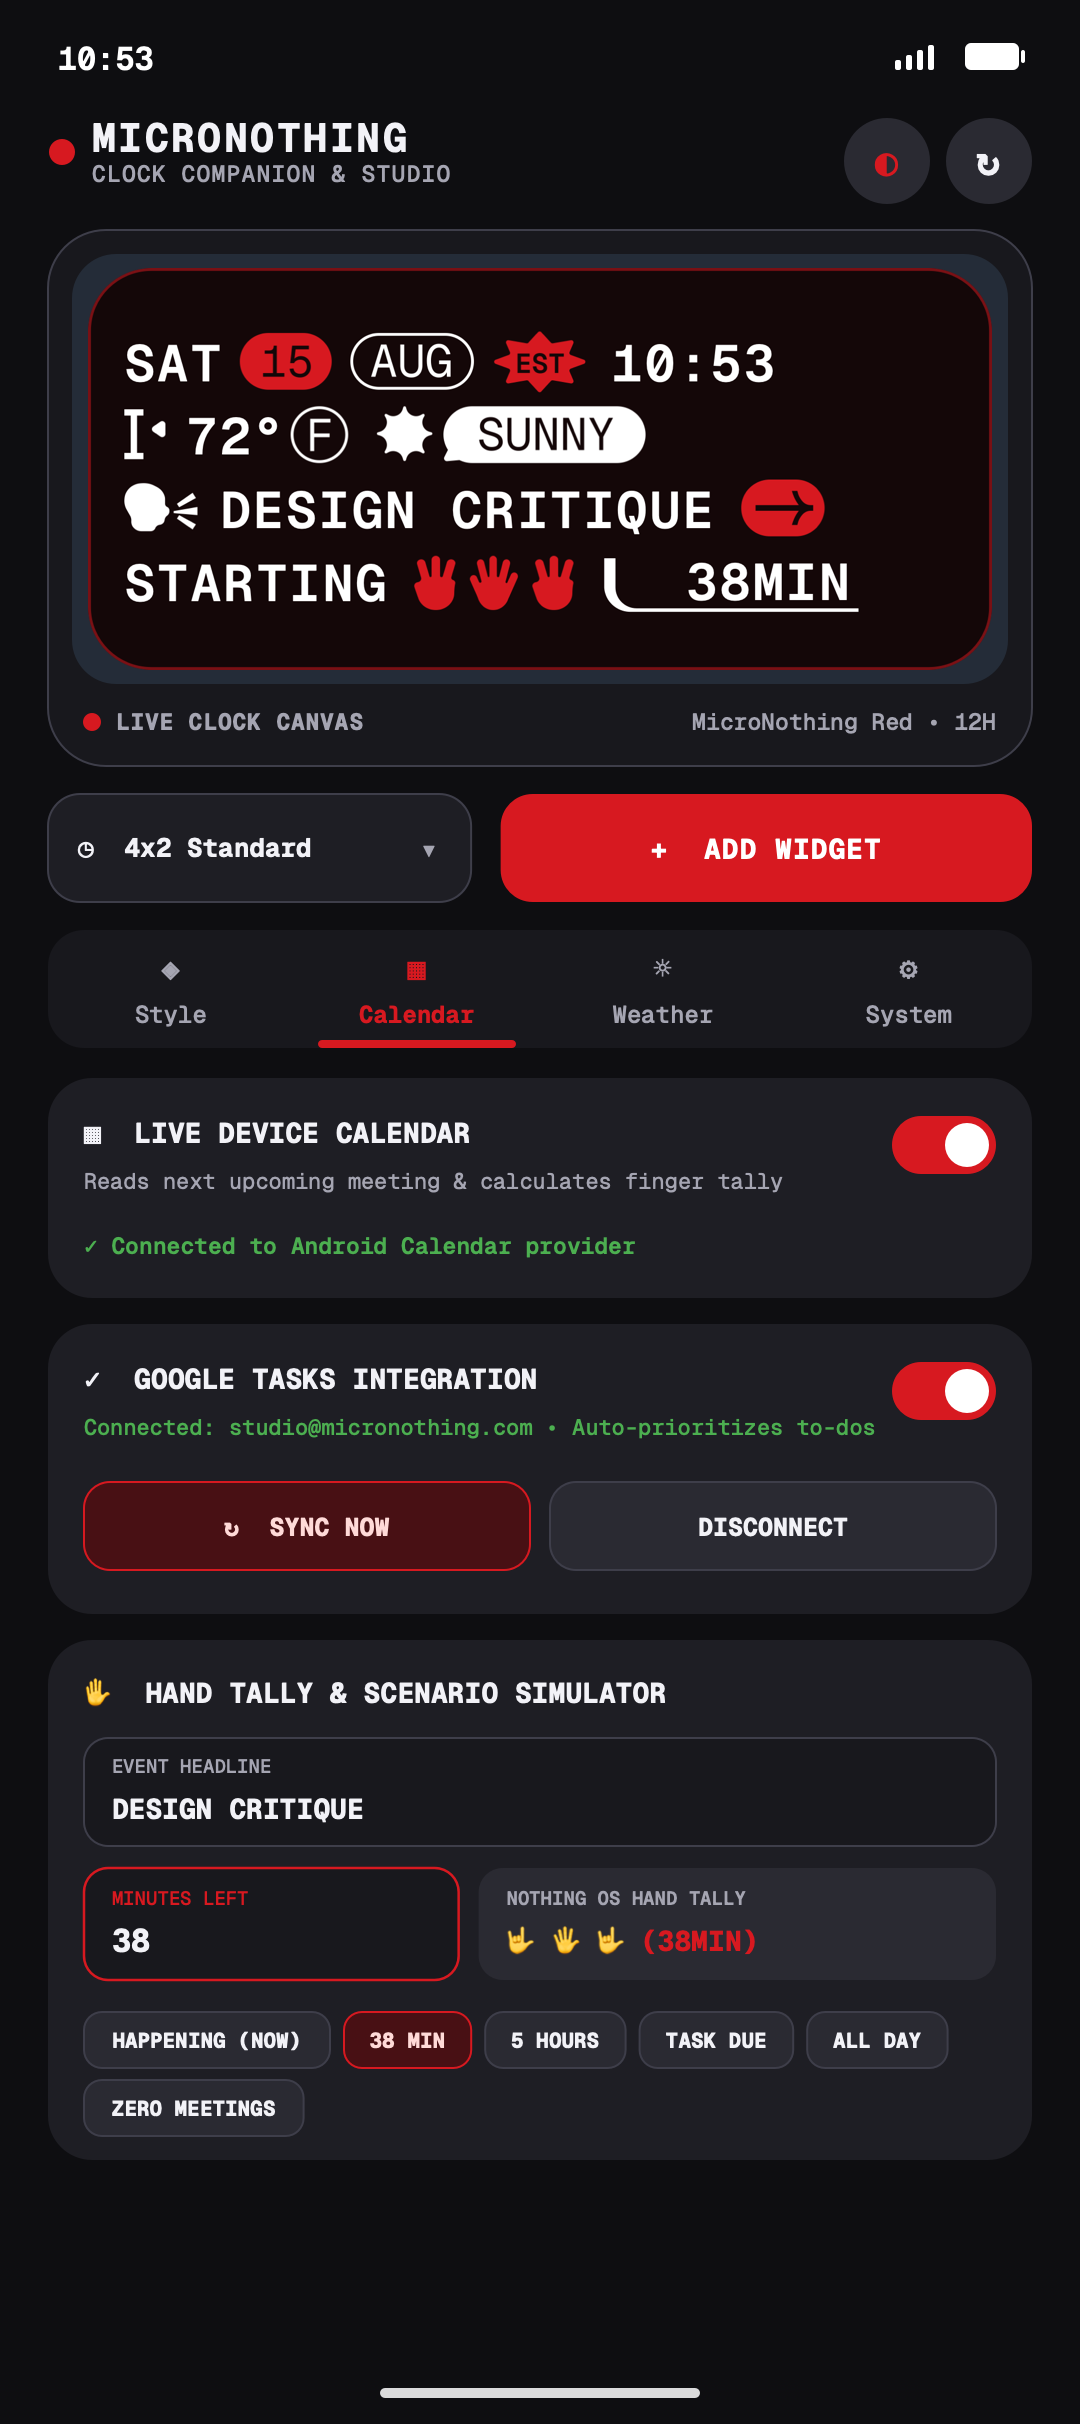 10:53
MICRONOTHING
CLOCK COMPANION & STUDIO
SAT 15 AUG EST 10:53
72° F SUNNY
DESIGN CRITIQUE →
STARTING 38MIN
LIVE CLOCK CANVAS
MicroNothing Red • 12H
4x2 Standard ▼
+ ADD WIDGET
Style
Calendar
Weather
System
LIVE DEVICE CALENDAR
Reads next upcoming meeting & calculates finger tally
✓ Connected to Android Calendar provider
✓ GOOGLE TASKS INTEGRATION
Connected: studio@micronothing.com • Auto-prioritizes to-dos
↻ SYNC NOW
DISCONNECT
🖐 HAND TALLY & SCENARIO SIMULATOR
EVENT HEADLINE
DESIGN CRITIQUE
MINUTES LEFT
38
NOTHING OS HAND TALLY
🤟 🖐 🤟 (38MIN)
HAPPENING (NOW)
38 MIN
5 HOURS
TASK DUE
ALL DAY
ZERO MEETINGS